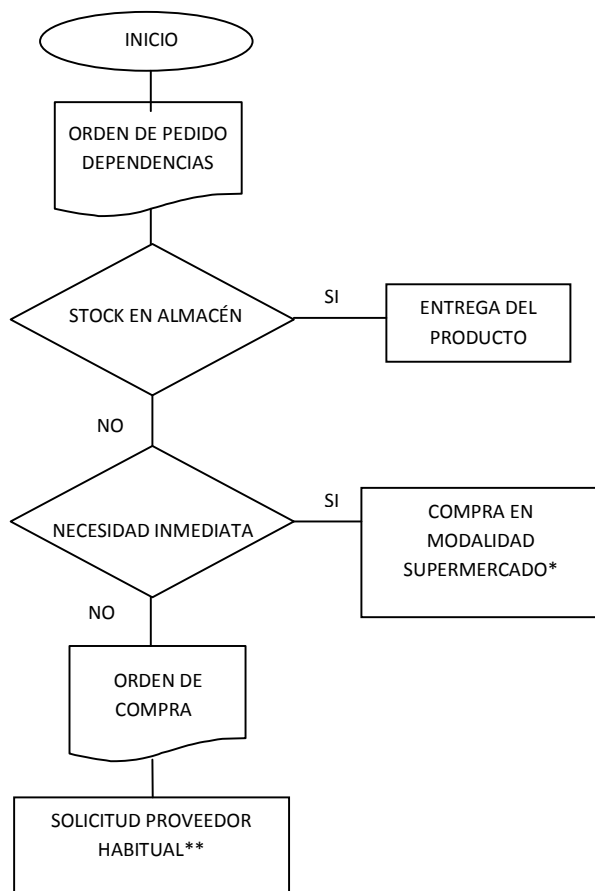 INICIO
ORDEN DE PEDIDO
DEPENDENCIAS
STOCK EN ALMACÉN
SI
ENTREGA DEL
PRODUCTO
NO
NECESIDAD INMEDIATA
SI
COMPRA EN
MODALIDAD
SUPERMERCADO*
NO
ORDEN DE
COMPRA
SOLICITUD PROVEEDOR
HABITUAL**